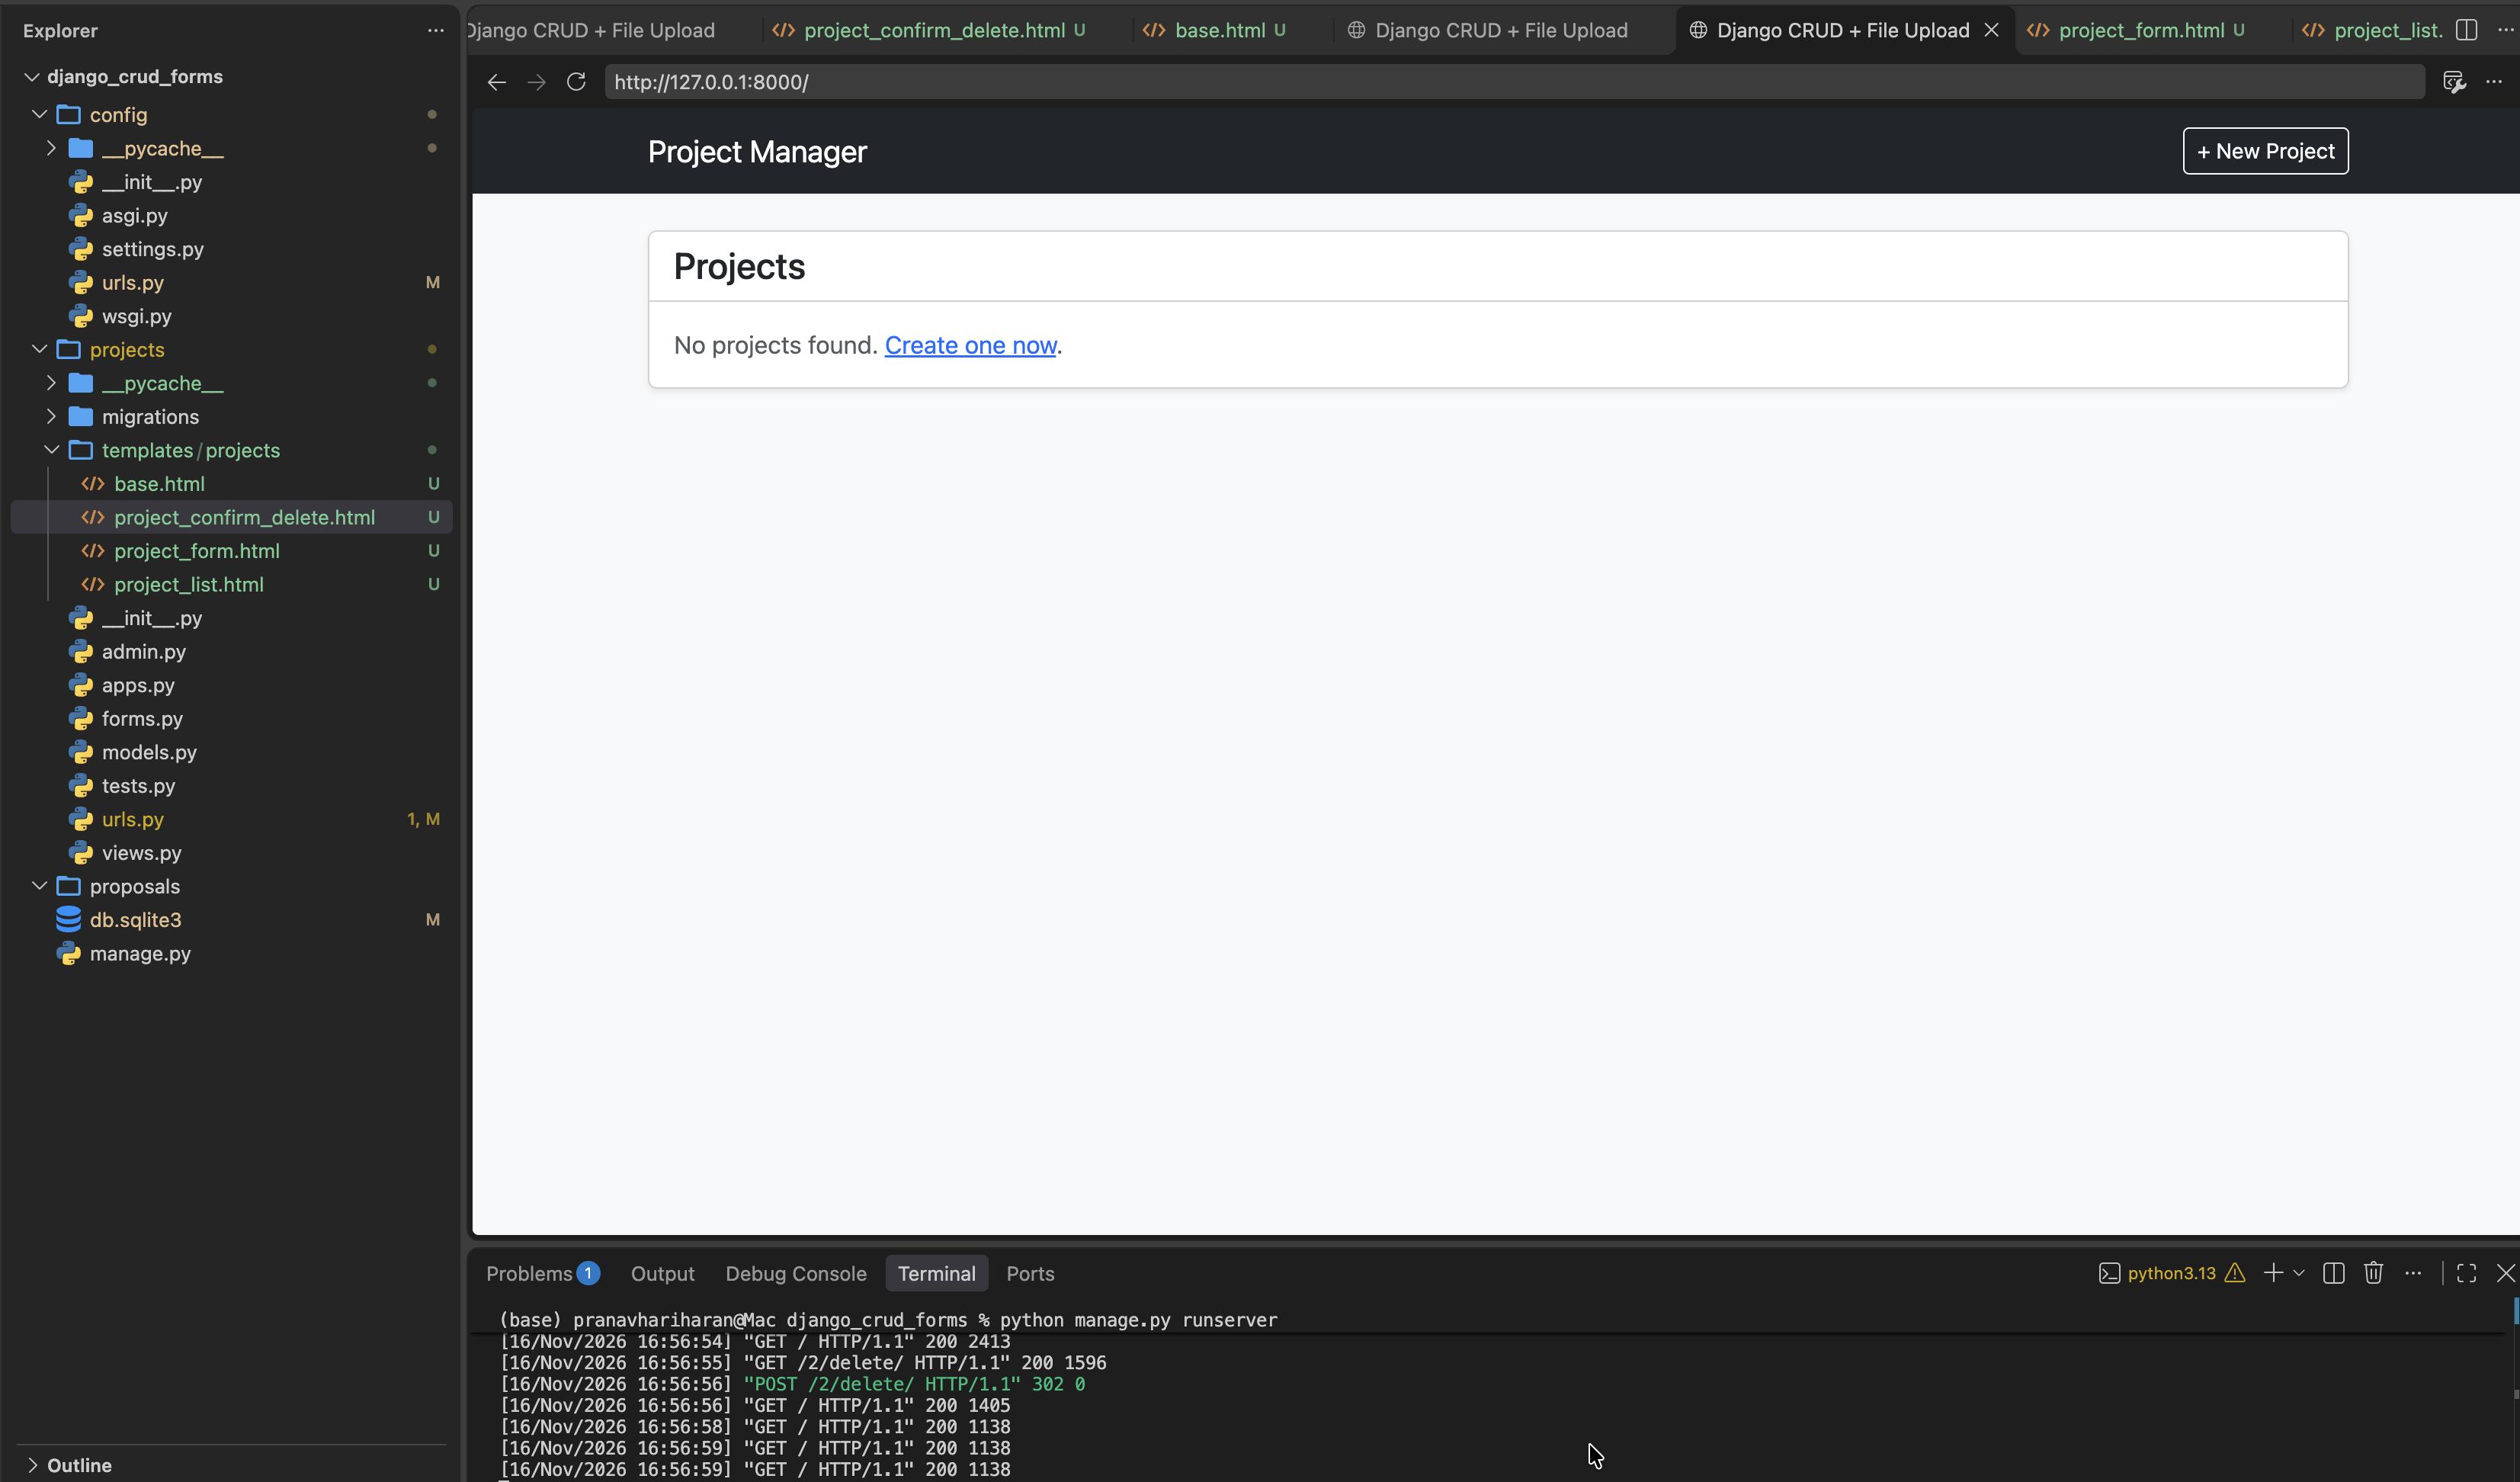 Explorer
django_crud_forms
config
__pycache__
__init__.py
asgi.py
settings.py
urls.py M
wsgi.py
projects
__pycache__
migrations
templates/projects
base.html U
project_confirm_delete.html U
project_form.html U
project_list.html U
__init__.py
admin.py
apps.py
forms.py
models.py
tests.py
urls.py 1, M
views.py
proposals
db.sqlite3 M
manage.py
Outline
Django CRUD + File Upload project_confirm_delete.html U base.html U Django CRUD + File Upload Django CRUD + File Upload project_form.html U project_list.
http://127.0.0.1:8000/
Project Manager + New Project
Projects
No projects found. Create one now.
Problems 1 Output Debug Console Terminal Ports python3.13
(base) pranavhariharan@Mac django_crud_forms % python manage.py runserver
[16/Nov/2026 16:56:54] "GET / HTTP/1.1" 200 2413
[16/Nov/2026 16:56:55] "GET /2/delete/ HTTP/1.1" 200 1596
[16/Nov/2026 16:56:56] "POST /2/delete/ HTTP/1.1" 302 0
[16/Nov/2026 16:56:56] "GET / HTTP/1.1" 200 1405
[16/Nov/2026 16:56:58] "GET / HTTP/1.1" 200 1138
[16/Nov/2026 16:56:59] "GET / HTTP/1.1" 200 1138
[16/Nov/2026 16:56:59] "GET / HTTP/1.1" 200 1138